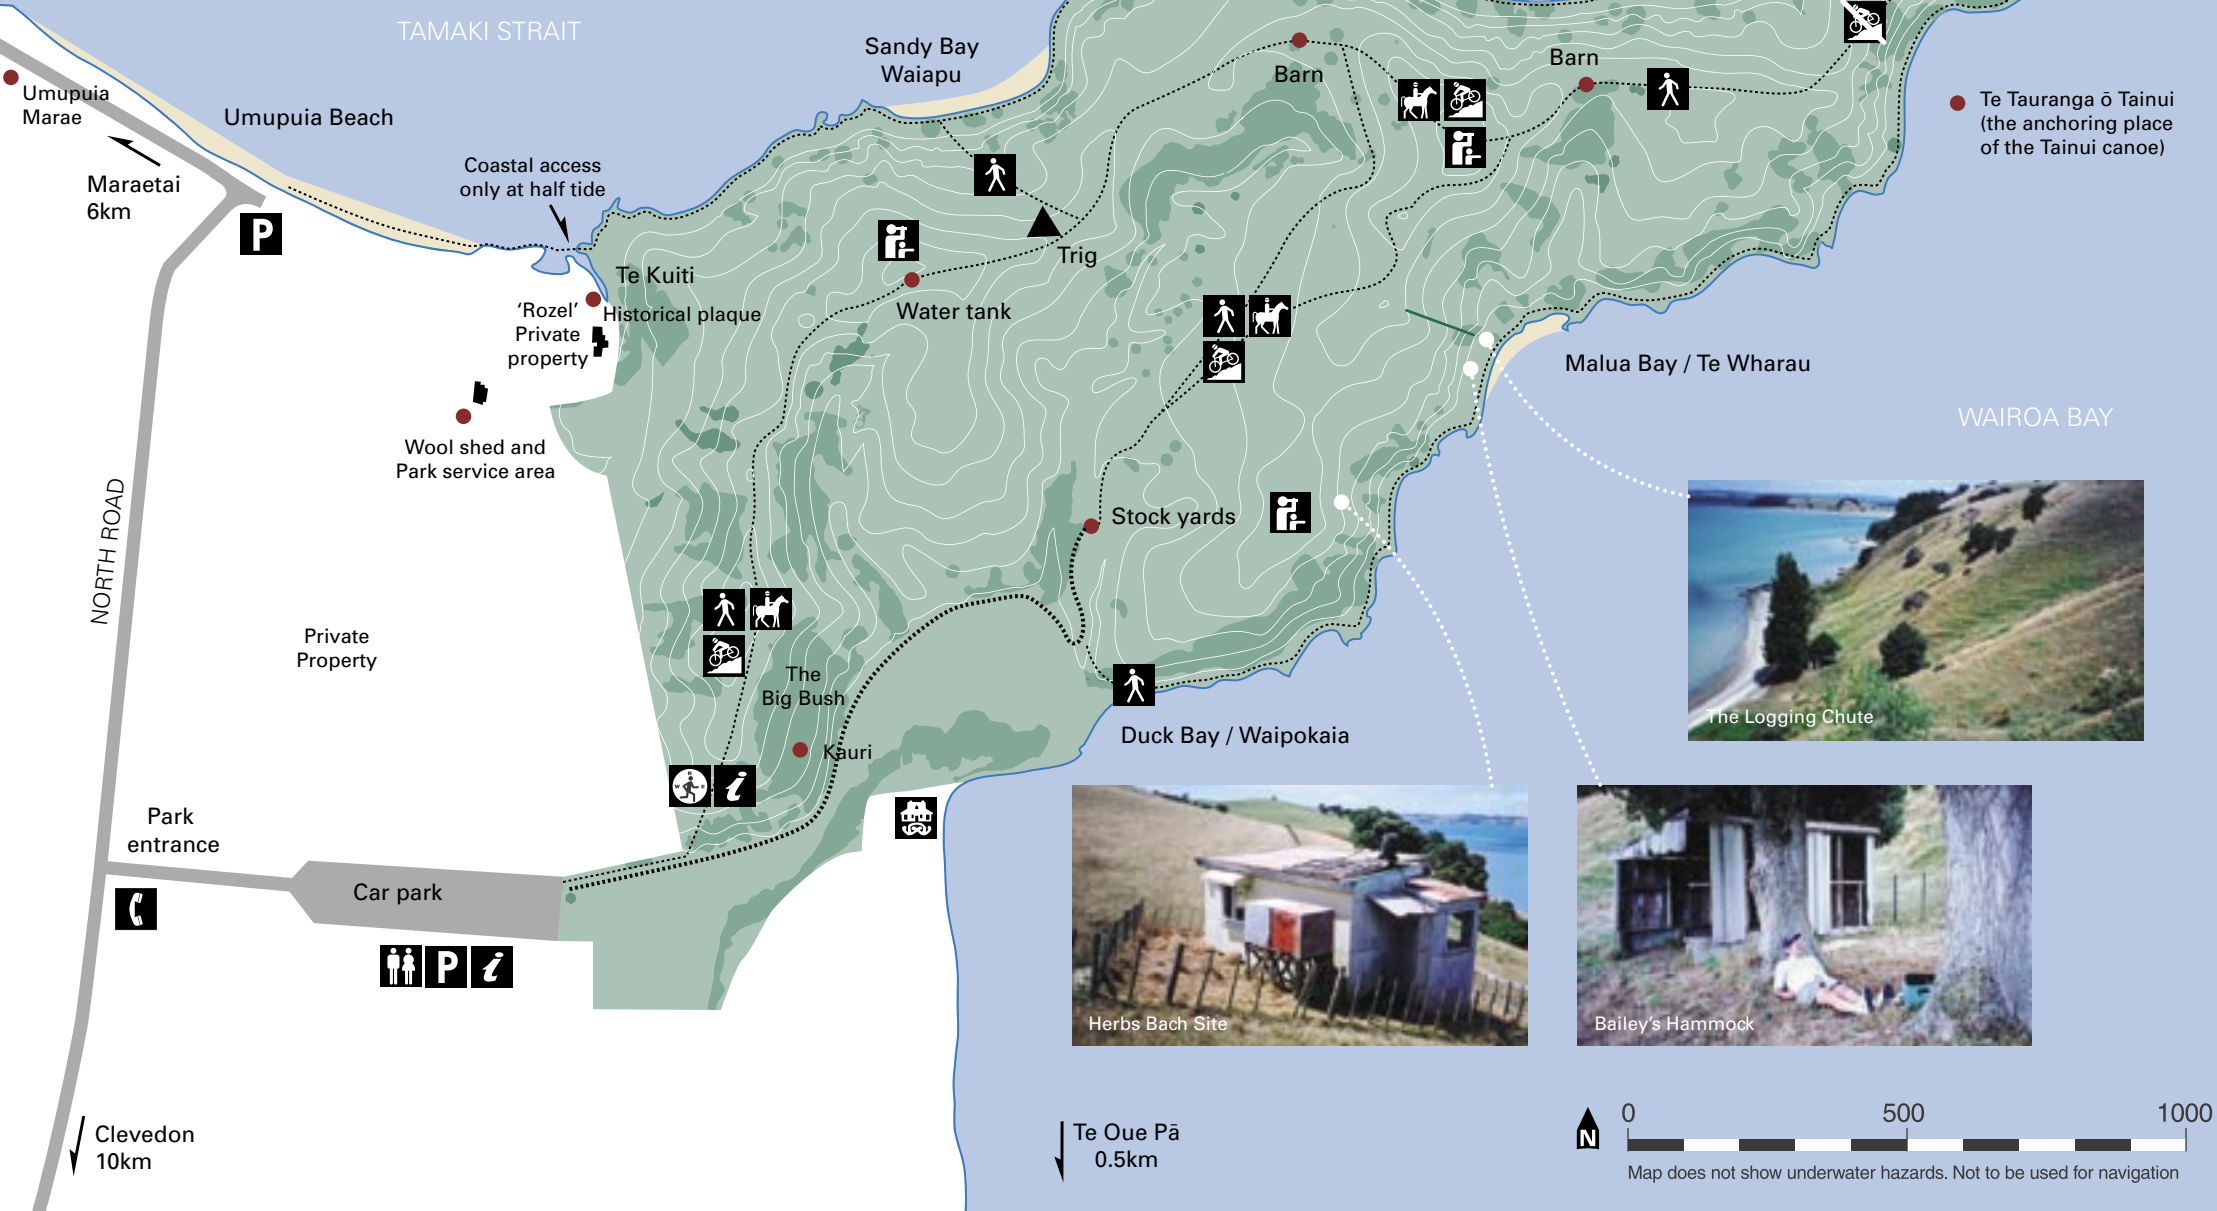 TAMAKI STRAIT
Sandy Bay
Waiapu
Barn
Barn
Te Tauranga ō Tainui
(the anchoring place
of the Tainui canoe)
Umupuia
Marae
Umupuia Beach
Maraetai
6km
P
Coastal access
only at half tide
Te Kuiti
Historical plaque
'Rozel'
Private
property
Trig
Water tank
Malua Bay / Te Wharau
WAIROA BAY
Wool shed and
Park service area
NORTH ROAD
Stock yards
Private
Property
The
Big Bush
Kauri
Duck Bay / Waipokaia
The Logging Chute
N
W
E
i
Park
entrance
Car park
P
i
Herbs Bach Site
Bailey's Hammock
Clevedon
10km
Te Oue Pā
0.5km
N
0
500
1000
Map does not show underwater hazards. Not to be used for navigation